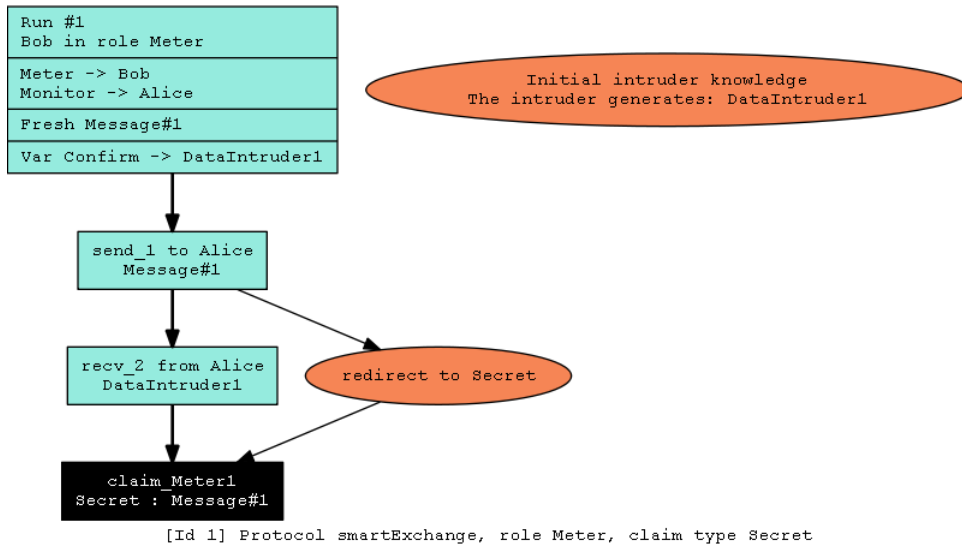 Run #1
Bob in role Meter
Meter -> Bob
Monitor -> Alice
Fresh Message#1
Var Confirm -> DataIntruder1
Initial intruder knowledge
The intruder generates: DataIntruder1
send_1 to Alice
Message#1
recv_2 from Alice
DataIntruder1
redirect to Secret
claim_Meter1
Secret : Message#1
[Id 1] Protocol smartExchange, role Meter, claim type Secret